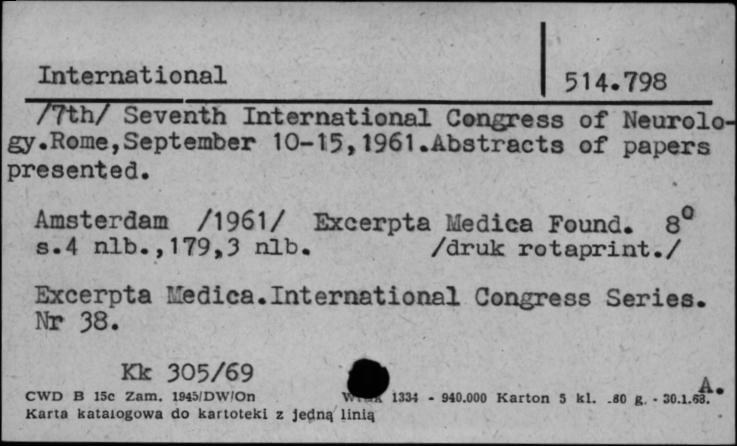 International 514.798
/7th/ Seventh International Congress of Neurolo-
gy.Rome,September 10-15,1961.Abstracts of papers
presented.
Amsterdam /1961/ Excerpta Medica Found. 8°
s.4 nlb.,179,3 nlb. /druk rotaprint./
Excerpta Medica.International Congress Series.
Nr 38.
Kk 305/69
A.
CWD B 15c Zam. 1945/DW/On 1334 - 940.000 Karton 5 kl. .80 g. - 30.1.68.
Karta katalogowa do kartoteki z jedną linią